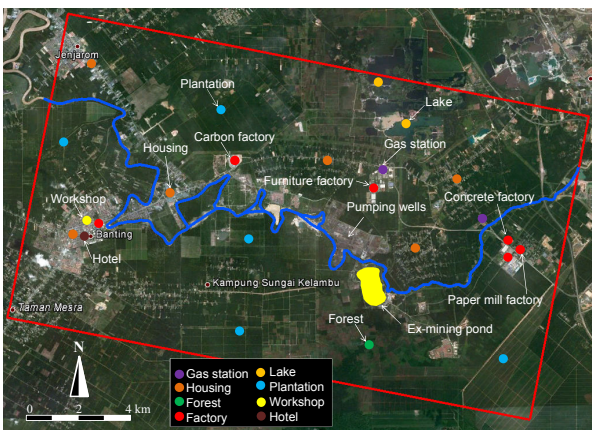 Jenjarom
Plantation
Lake
Carbon factory
Gas station
Housing
Furniture factory
Workshop
Pumping wells
Concrete factory
Banting
Hotel
Kampung Sungai Kelambu
Paper mill factory
Taman Mesra
Ex-mining pond
Forest
N
0 2 4 km
Gas station
Housing
Forest
Factory
Lake
Plantation
Workshop
Hotel